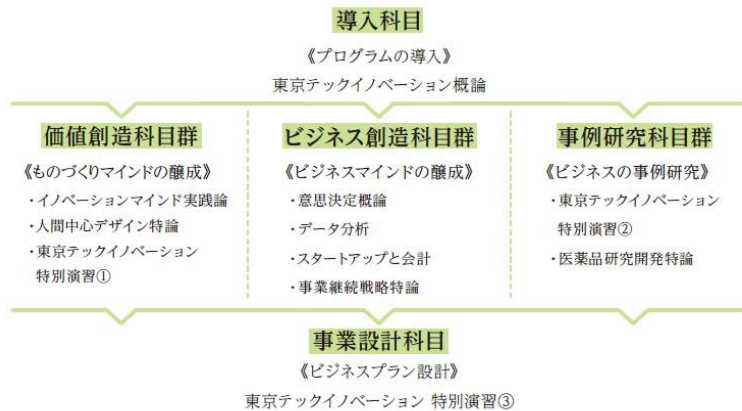 導入科目
《プログラムの導入》
東京テックイノベーション概論
価値創造科目群
《ものづくりマインドの醸成》
・イノベーションマインド実践論
・人間中心デザイン特論
・東京テックイノベーション
特別演習①
ビジネス創造科目群
《ビジネスマインドの醸成》
・意思決定概論
・データ分析
・スタートアップと会計
・事業継続戦略特論
事例研究科目群
《ビジネスの事例研究》
・東京テックイノベーション
特別演習②
・医薬品研究開発特論
事業設計科目
《ビジネスプラン設計》
東京テックイノベーション 特別演習③